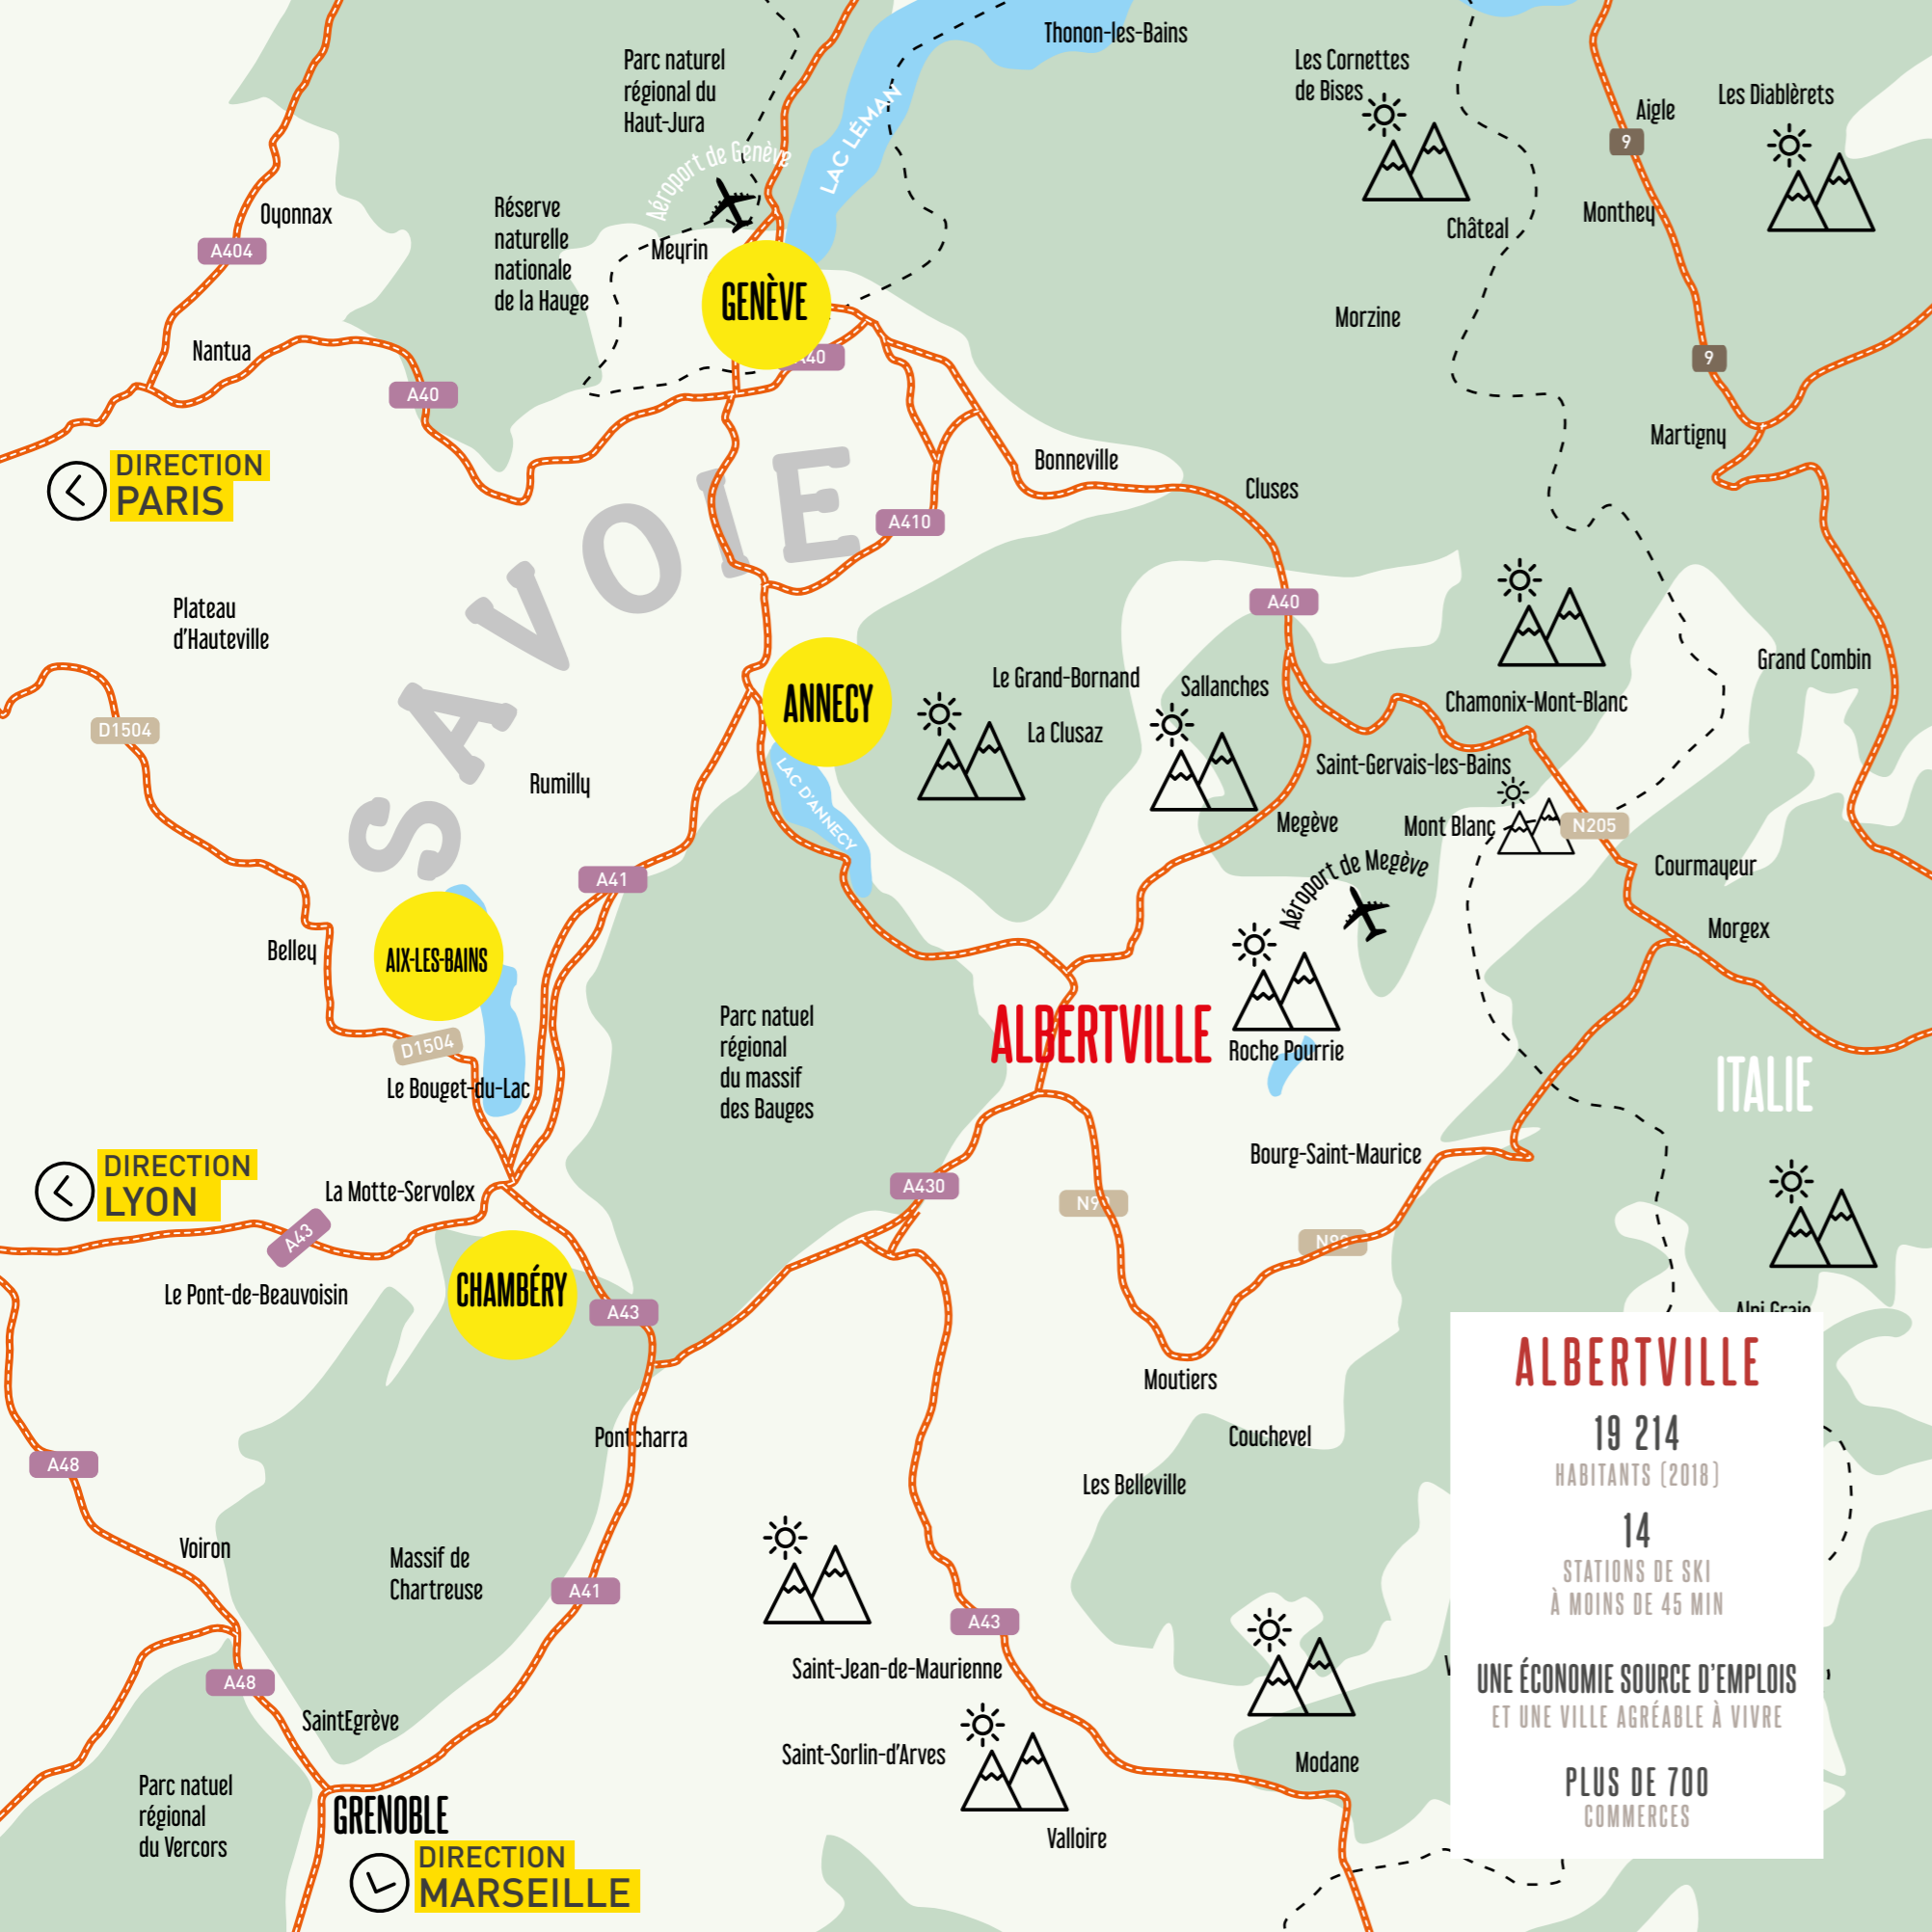 Thonon-les-Bains
Les Cornettes
de Bises
Parc naturel
régional du
Haut-Jura
Les Diablèrets
Aigle
9
LAC LÉMAN
Aéroport de Genève
Oyonnax
A404
Réserve
naturelle
nationale
de la Hauge
Meyrin
Monthey
Châteal
GENÈVE
Morzine
Nantua
A40
9
A40
Martigny
DIRECTION
PARIS
Bonneville
Cluses
A410
SAVOIE
A40
Plateau
d'Hauteville
Grand Combin
Le Grand-Bornand
Sallanches
Chamonix-Mont-Blanc
ANNECY
La Clusaz
D1504
Saint-Gervais-les-Bains
Rumilly
LAC D'ANNECY
Megève
Mont Blanc
N205
Courmayeur
A41
Aéroport de Megève
Morgex
Belley
AIX-LES-BAINS
Parc natuel
régional
du massif
des Bauges
ALBERTVILLE
Roche Pourrie
D1504
ITALIE
Le Bouget-du-Lac
Bourg-Saint-Maurice
DIRECTION
LYON
La Motte-Servolex
A430
A43
Le Pont-de-Beauvoisin
CHAMBÉRY
A43
Moutiers
Couchevel
Pontcharra
A48
Les Belleville
Voiron
Massif de
Chartreuse
A41
A43
Saint-Jean-de-Maurienne
A48
SaintEgrève
Saint-Sorlin-d'Arves
Modane
Parc natuel
régional
du Vercors
GRENOBLE
Valloire
DIRECTION
MARSEILLE
ALBERTVILLE
19 214
HABITANTS (2018)
14
STATIONS DE SKI
À MOINS DE 45 MIN
UNE ÉCONOMIE SOURCE D'EMPLOIS
ET UNE VILLE AGRÉABLE À VIVRE
PLUS DE 700
COMMERCES